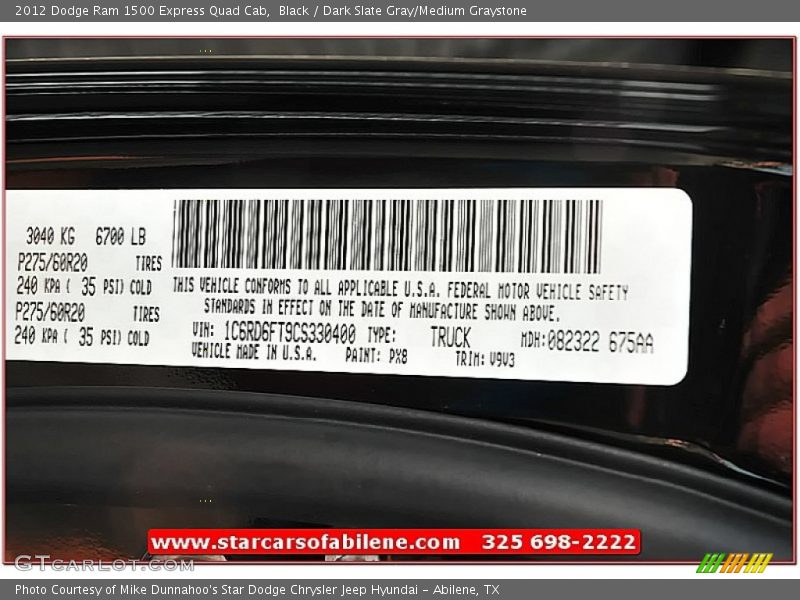 2012 Dodge Ram 1500 Express Quad Cab,  Black / Dark Slate Gray/Medium Graystone
3040 KG 6700 LB
P275/60R20 TIRES
240 KPA ( 35 PSI) COLD
P275/60R20 TIRES
240 KPA ( 35 PSI) COLD
THIS VEHICLE CONFORMS TO ALL APPLICABLE U.S.A. FEDERAL MOTOR VEHICLE SAFETY
STANDARDS IN EFFECT ON THE DATE OF MANUFACTURE SHOWN ABOVE.
VIN: 1C6RD6FT9CS330400 TYPE: TRUCK MDH: 082322 675AA
VEHICLE MADE IN U.S.A. PAINT: PX8 TRIM: V9V3
www.starcarsofabilene.com 325 698-2222
GTCARLOT.COM
Photo Courtesy of Mike Dunnahoo's Star Dodge Chrysler Jeep Hyundai - Abilene, TX